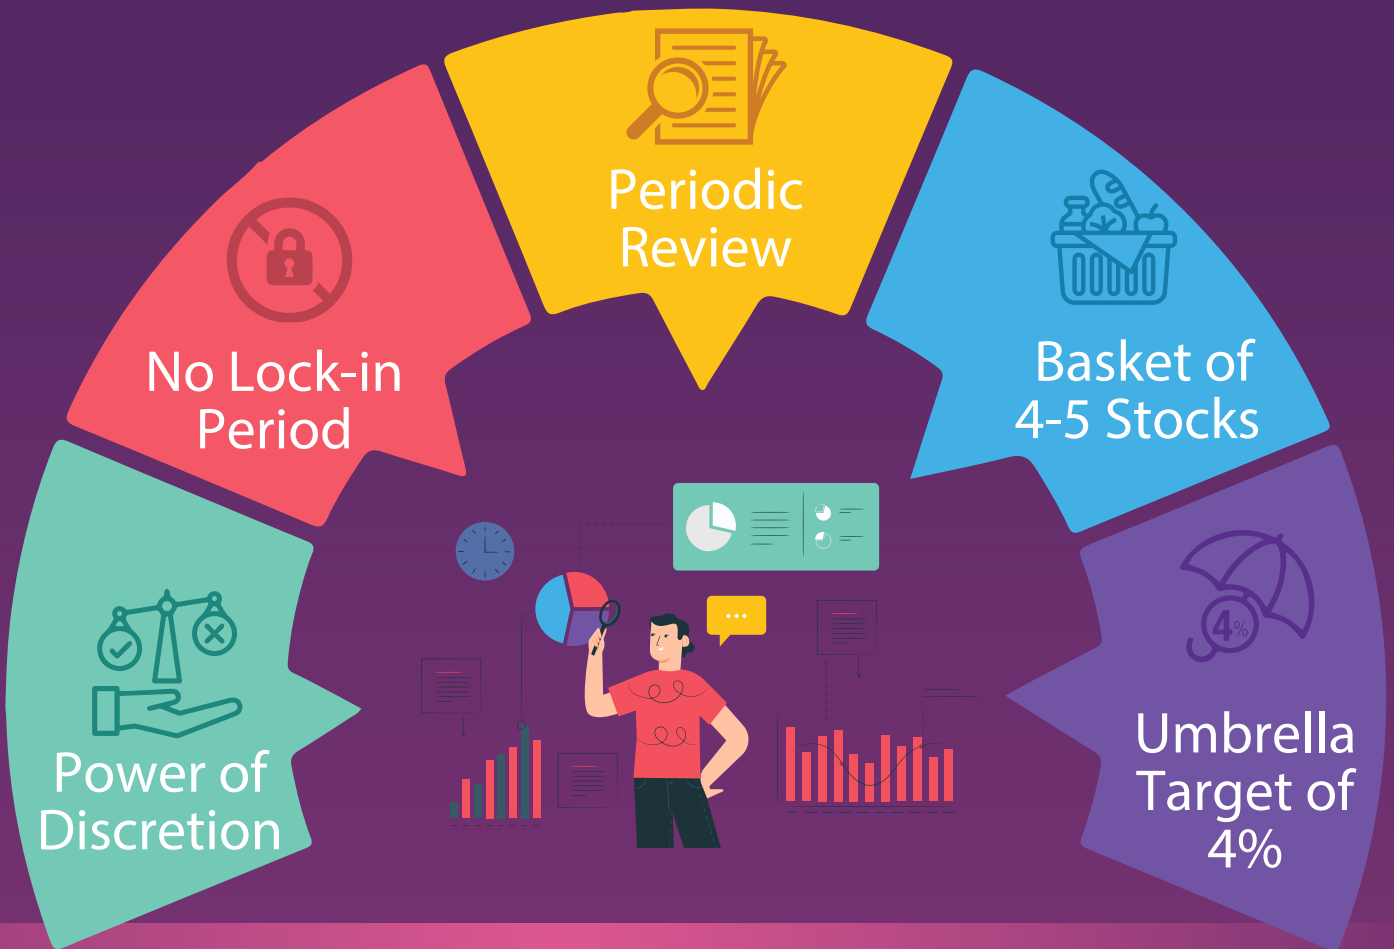 Periodic
Review
No Lock-in
Period
Basket of
4-5 Stocks
Power of
Discretion
4%
Umbrella
Target of
4%